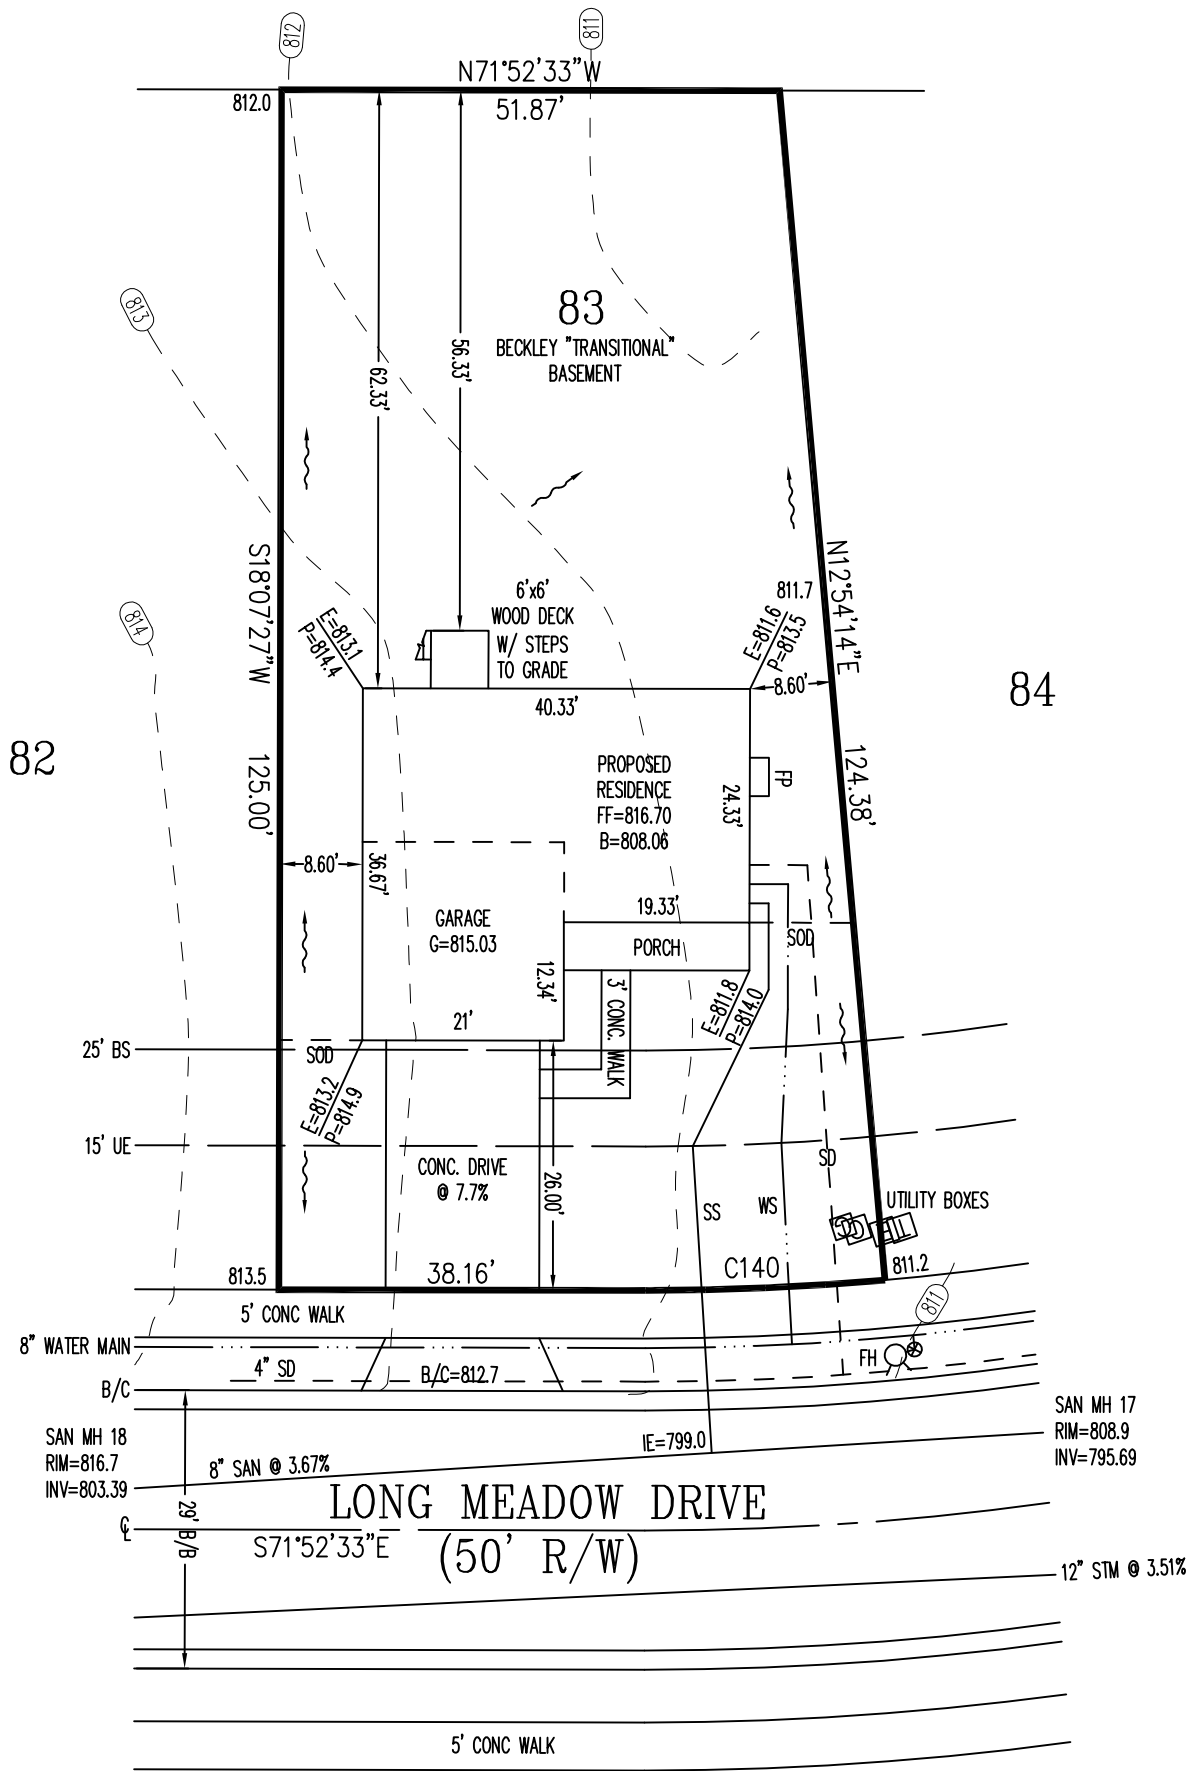 812
811
N71°52'33"W
812.0
51.87'
813
83
BECKLEY "TRANSITIONAL"
BASEMENT
56.33'
62.33'
S18°07'27"W
125.00'
N12°54'14"E
124.38'
814
6'x6'
WOOD DECK
W/ STEPS
TO GRADE
E=813.1
P=814.4
811.7
E=811.6
P=813.5
8.60'
40.33'
84
82
PROPOSED
RESIDENCE
FF=816.70
B=808.06
24.33'
FP
8.60'
36.67'
GARAGE
G=815.03
19.33'
PORCH
SOD
12.34'
3' CONC. WALK
E=811.8
P=814.0
21'
25' BS
SOD
E=813.2
P=814.9
15' UE
CONC. DRIVE
@ 7.7%
26.00'
SD
SS
WS
UTILITY BOXES
C
C
E
T
813.5
38.16'
C140
811.2
5' CONC WALK
811
8" WATER MAIN
FH
4" SD
B/C=812.7
B/C
SAN MH 17
RIM=808.9
INV=795.69
SAN MH 18
RIM=816.7
INV=803.39
IE=799.0
8" SAN @ 3.67%
LONG MEADOW DRIVE
29' B/B
℄
S71°52'33"E
(50' R/W)
12" STM @ 3.51%
5' CONC WALK